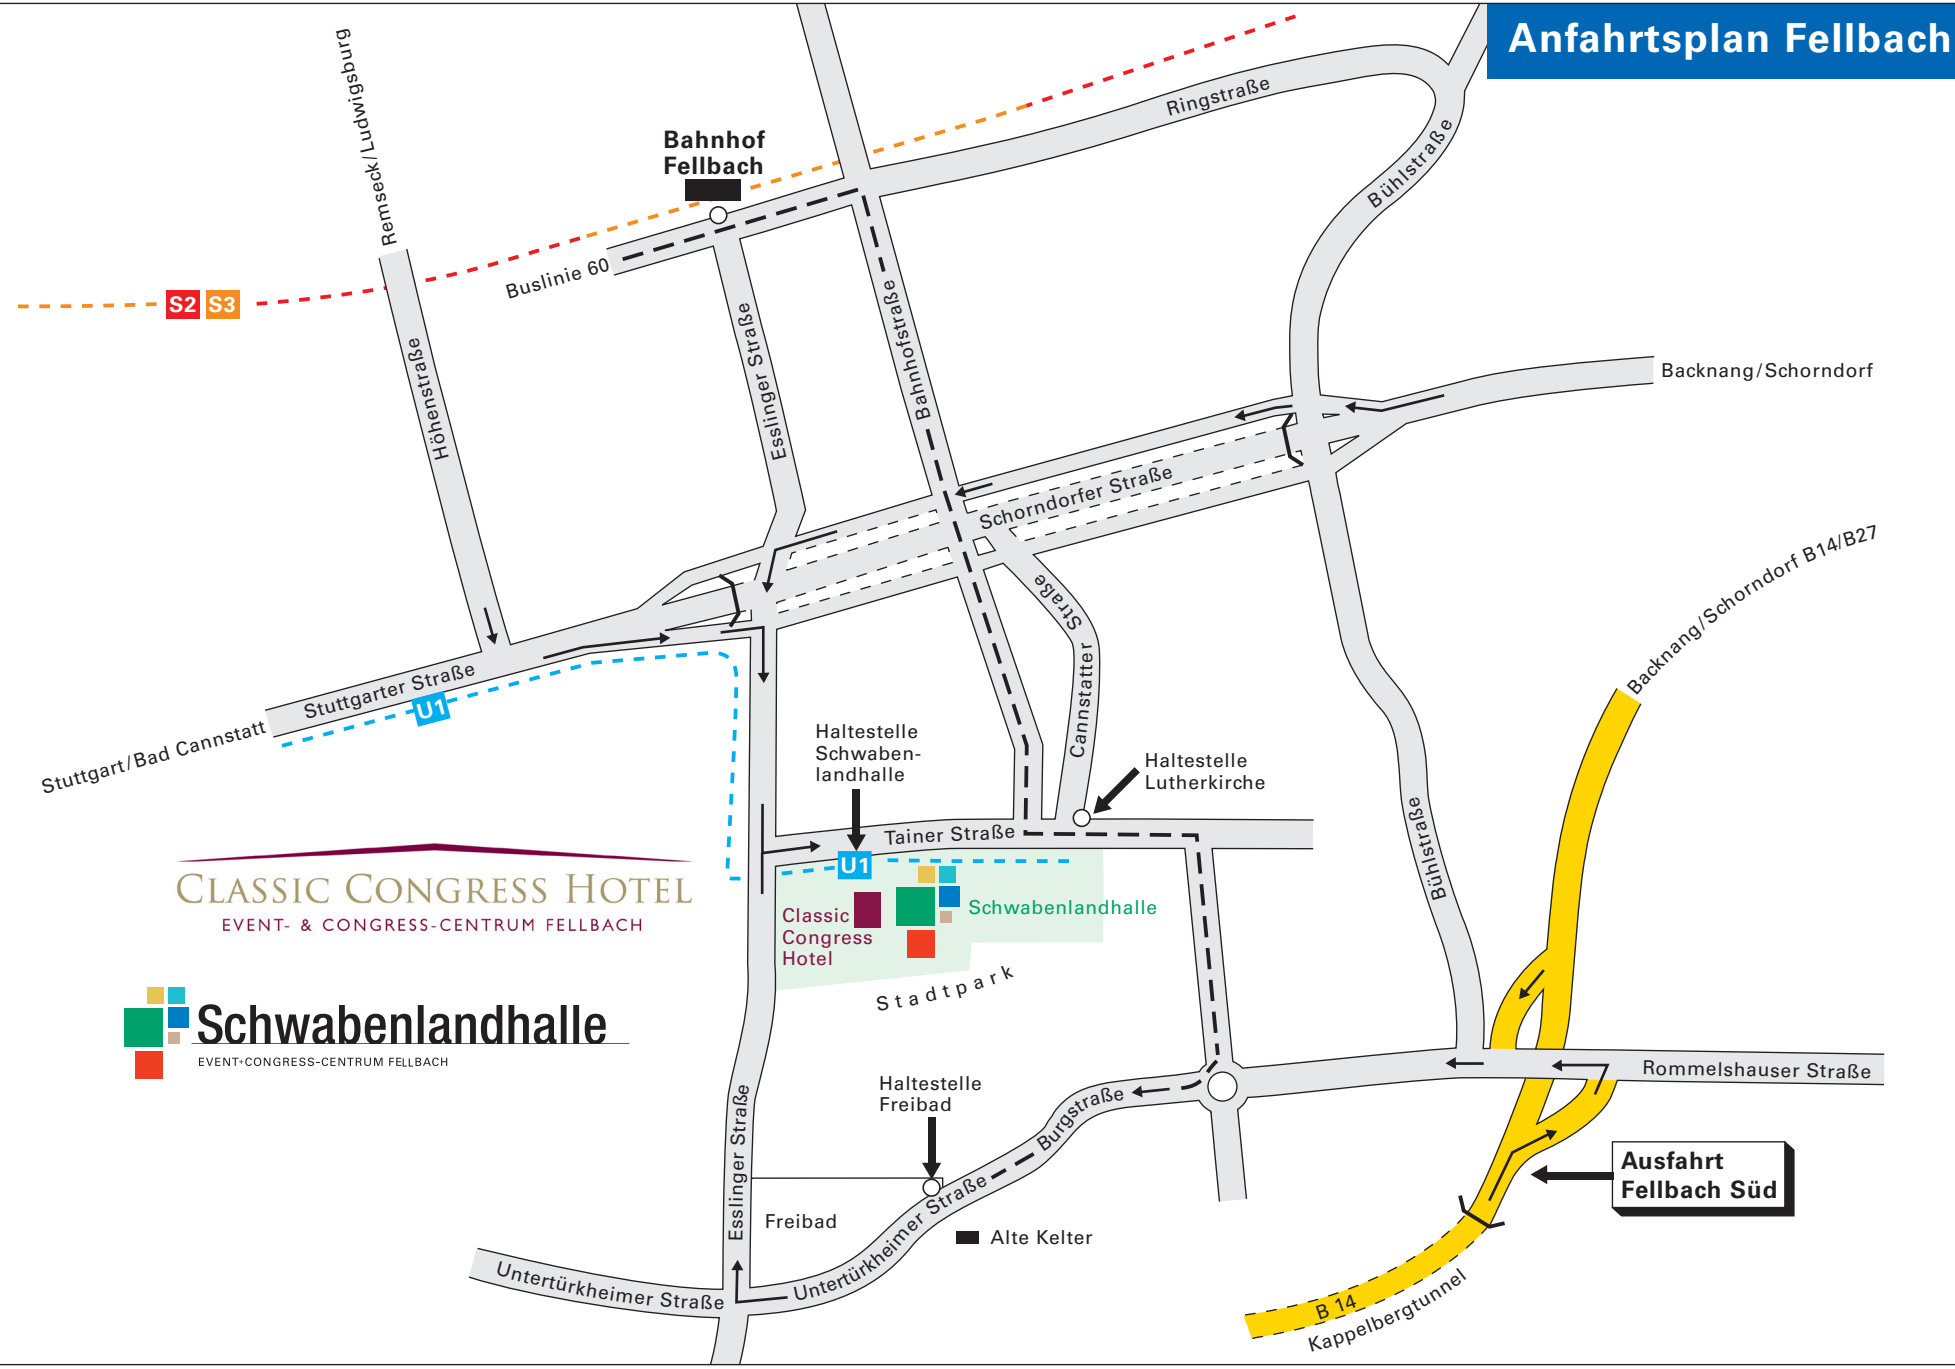 Anfahrtsplan Fellbach
Remseck/Ludwigsburg
Bahnhof
Fellbach
Ringstraße
Bühlstraße
Buslinie 60
S2
S3
Höhenstraße
Esslinger Straße
Bahnhofstraße
Backnang/Schorndorf
Schorndorfer Straße
Backnang/Schorndorf B14/B27
Straße
Cannstatter
Stuttgarter Straße
U1
Stuttgart/Bad Cannstatt
Haltestelle
Schwaben-
landhalle
Haltestelle
Lutherkirche
Tainer Straße
U1
Bühlstraße
CLASSIC CONGRESS HOTEL
EVENT- & CONGRESS-CENTRUM FELLBACH
Classic
Congress
Hotel
Schwabenlandhalle
Stadtpark
Schwabenlandhalle
EVENT+CONGRESS-CENTRUM FELLBACH
Haltestelle
Freibad
Rommelshauser Straße
Burgstraße
Esslinger Straße
Ausfahrt
Fellbach Süd
Freibad
Untertürkheimer Straße
Alte Kelter
Untertürkheimer Straße
B 14
Kappelbergtunnel